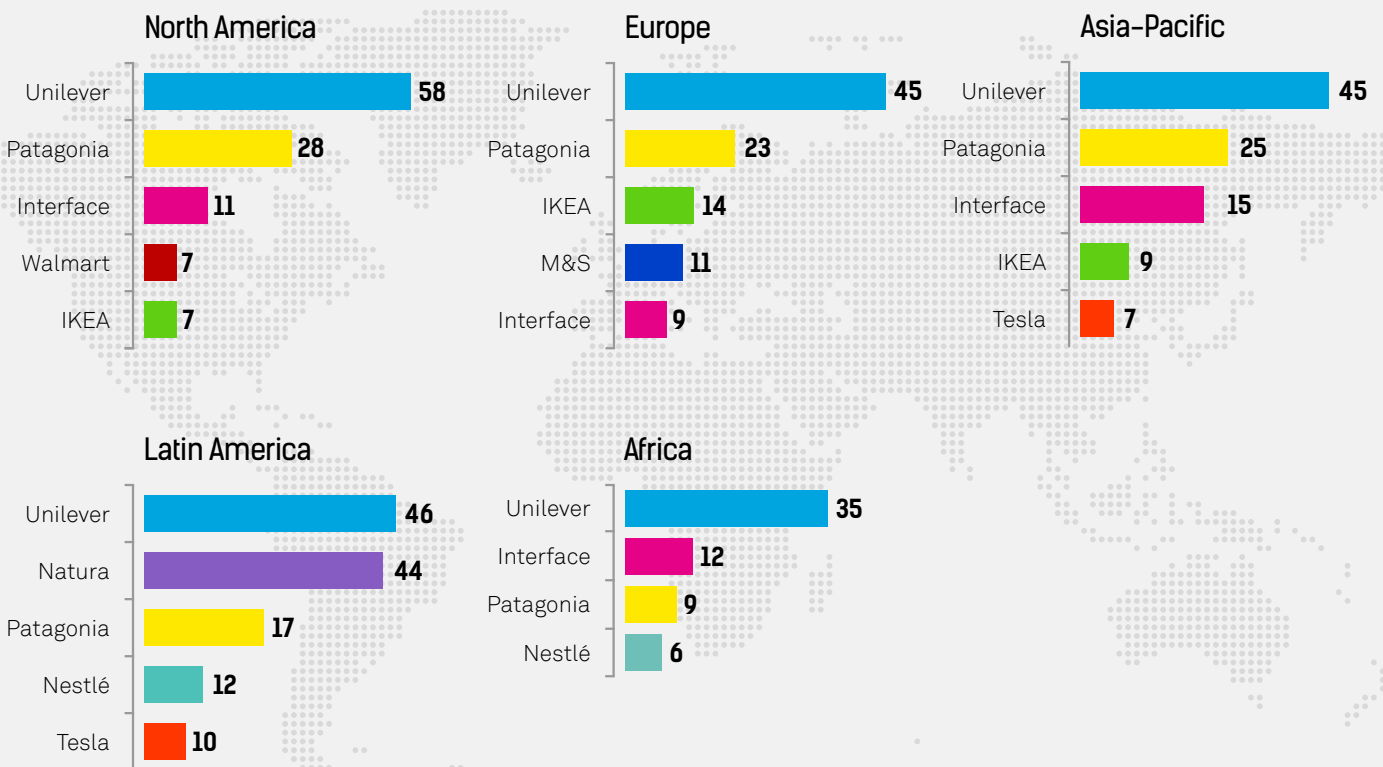 North America
Unilever 58
Patagonia 28
Interface 11
Walmart 7
IKEA 7
Europe
Unilever 45
Patagonia 23
IKEA 14
M&S 11
Interface 9
Asia-Pacific
Unilever 45
Patagonia 25
Interface 15
IKEA 9
Tesla 7
Latin America
Unilever 46
Natura 44
Patagonia 17
Nestlé 12
Tesla 10
Africa
Unilever 35
Interface 12
Patagonia 9
Nestlé 6